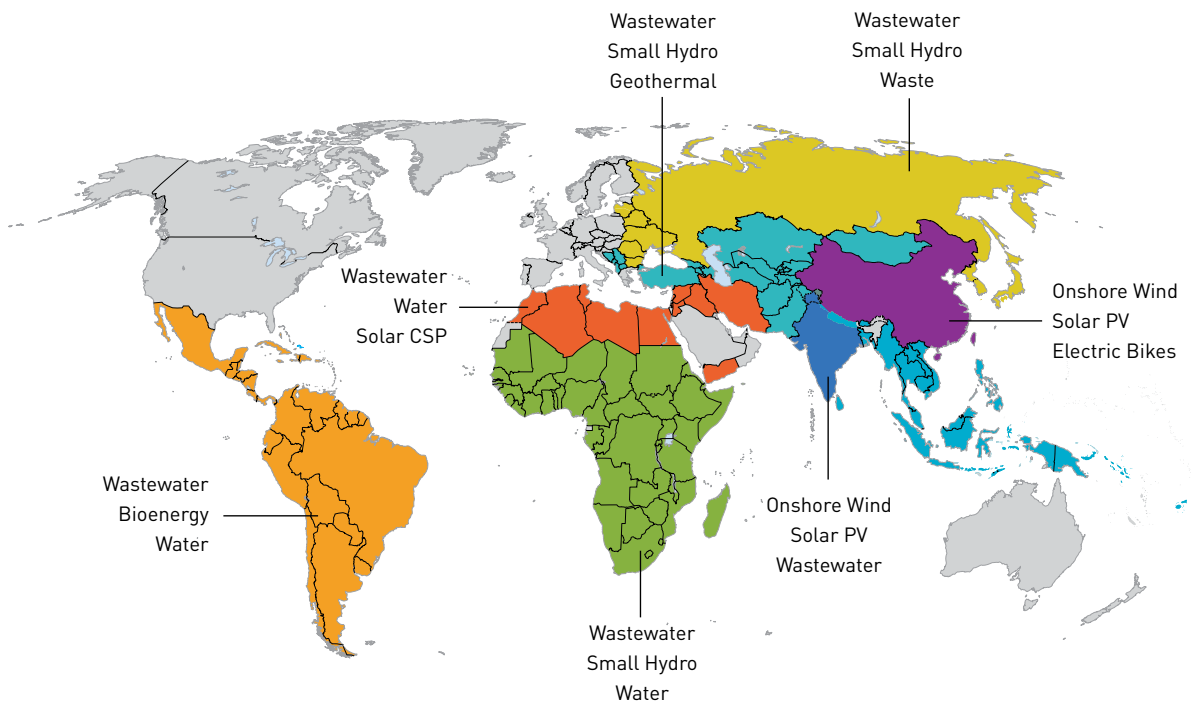 Wastewater
Small Hydro
Geothermal
Wastewater
Small Hydro
Waste
Wastewater
Water
Solar CSP
Onshore Wind
Solar PV
Electric Bikes
Wastewater
Bioenergy
Water
Onshore Wind
Solar PV
Wastewater
Wastewater
Small Hydro
Water